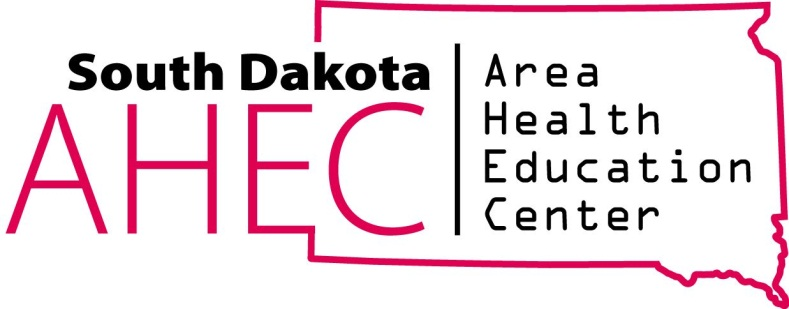 South Dakota
AHEC
Area
Health
Education
Center